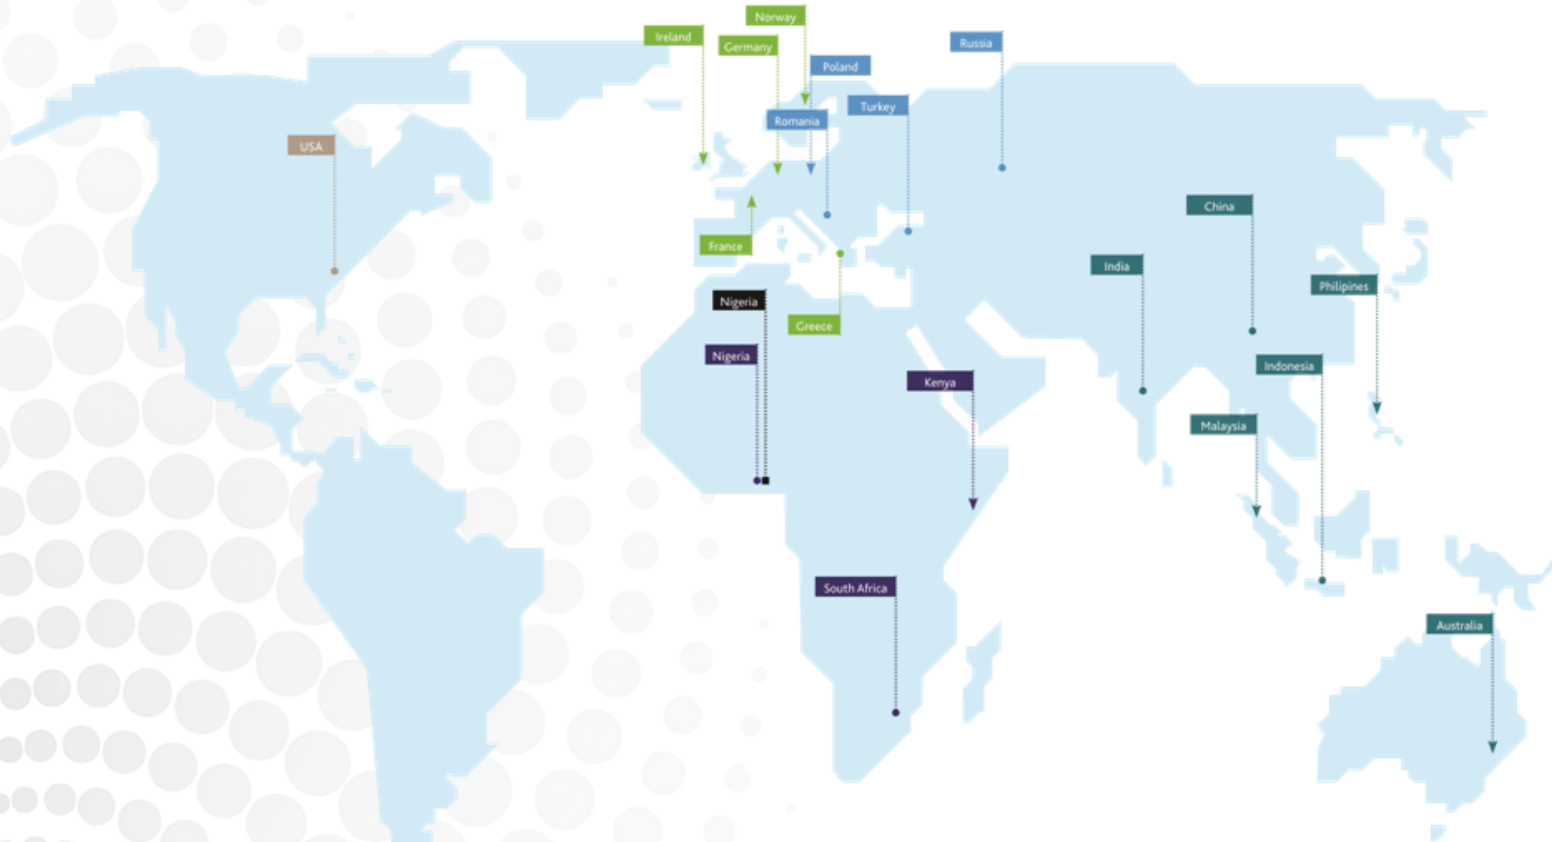 Norway
Ireland
Germany
Russia
Poland
Turkey
Romania
USA
China
France
India
Philipines
Nigeria
Greece
Nigeria
Indonesia
Kenya
Malaysia
South Africa
Australia